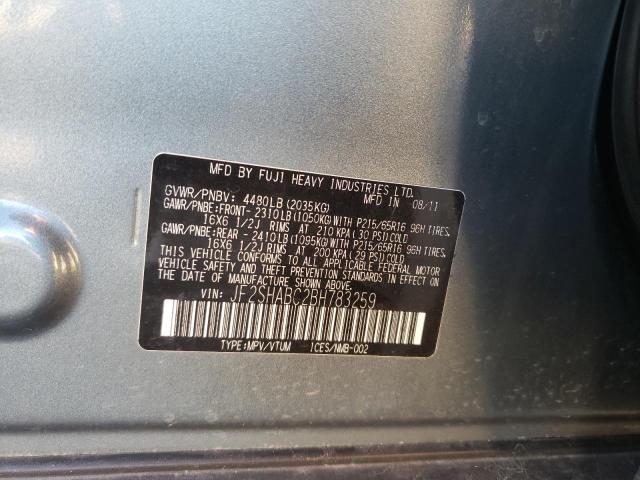 MFD BY FUJI HEAVY INDUSTRIES LTD.
GVWR/PNBV: 4480LB(2035KG) MFD IN 08/11
GAWR/PNBE:FRONT- 2310LB(1050KG)WITH P215/65R16 96H TIRES,
16X6 1/2J RIMS AT 210 KPA(30 PSI)COLD
GAWR/PNBE:REAR - 2410LB(1095KG)WITH P215/65R16 96H TIRES,
16X6 1/2J RIMS AT 200 KPA(29 PSI)COLD
THIS VEHICLE CONFORMS TO ALL APPLICABLE FEDERAL MOTOR
VEHICLE SAFETY AND THEFT PREVENTION STANDARDS IN EFFECT ON
THE DATE OF MANUFACTURE SHOWN ABOVE.
VIN: JF2SHABC2BH783259
TYPE:MPV/VTUM ICES/NMB-002